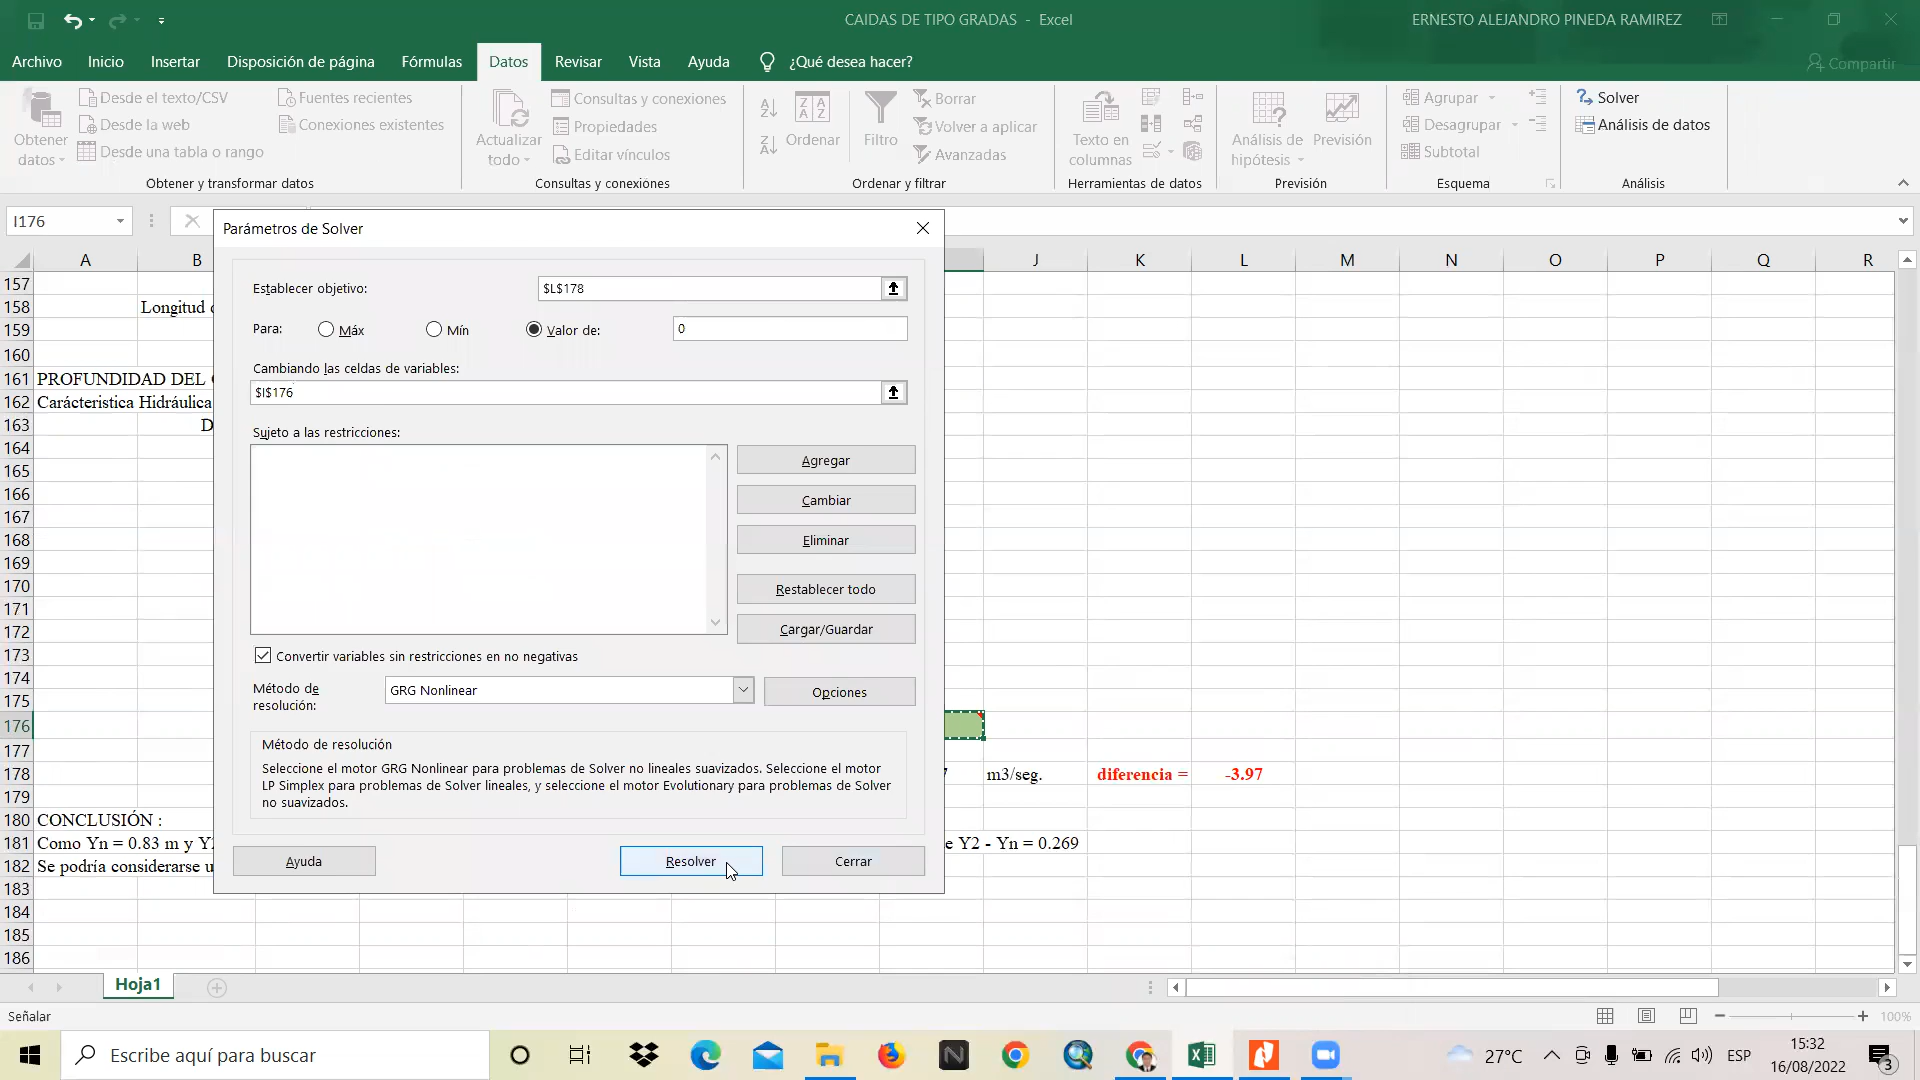 CAIDAS DE TIPO GRADAS - Excel
ERNESTO ALEJANDRO PINEDA RAMIREZ
Archivo Inicio Insertar Disposición de página Fórmulas Datos Revisar Vista Ayuda ¿Qué desea hacer? Compartir
Obtener datos
Desde el texto/CSV
Desde la web
Desde una tabla o rango
Fuentes recientes
Conexiones existentes
Obtener y transformar datos
Actualizar todo
Consultas y conexiones
Propiedades
Editar vínculos
Consultas y conexiones
Ordenar
Filtro
Borrar
Volver a aplicar
Avanzadas
Ordenar y filtrar
Texto en columnas
Herramientas de datos
Análisis de hipótesis
Previsión
Previsión
Agrupar
Desagrupar
Subtotal
Esquema
Solver
Análisis de datos
Análisis
I176
A B J K L M N O P Q R
Parámetros de Solver
Establecer objetivo: $L$178
Para: Máx Mín Valor de: 0
Cambiando las celdas de variables:
$I$176
Sujeto a las restricciones:
Agregar
Cambiar
Eliminar
Restablecer todo
Cargar/Guardar
Convertir variables sin restricciones en no negativas
Método de resolución:
GRG Nonlinear
Opciones
Método de resolución
Seleccione el motor GRG Nonlinear para problemas de Solver no lineales suavizados. Seleccione el motor
LP Simplex para problemas de Solver lineales, y seleccione el motor Evolutionary para problemas de Solver
no suavizados.
Ayuda Resolver Cerrar
157
158 Longitud
159
160
161 PROFUNDIDAD DEL
162 Carácteristica Hidráulica
163 D
164
165
166
167
168
169
170
171
172
173
174
175
176
177
178 m3/seg. diferencia = -3.97
179
180 CONCLUSIÓN :
181 Como Yn = 0.83 m y Y2 e Y2 - Yn = 0.269
182 Se podría considerarse u
183
184
185
186
Hoja1
Señalar
100%
Escribe aquí para buscar
27°C
ESP
15:32
16/08/2022
3